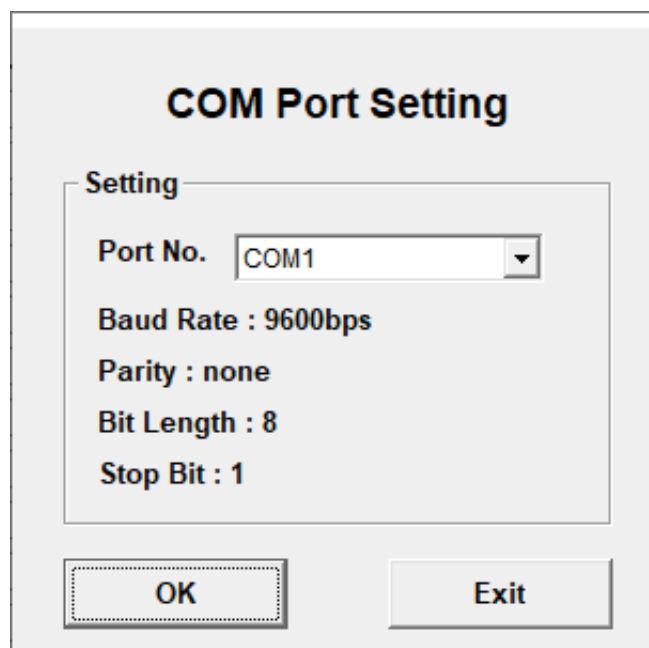 COM Port Setting
Setting
Port No. COM1
Baud Rate : 9600bps
Parity : none
Bit Length : 8
Stop Bit : 1
OK Exit